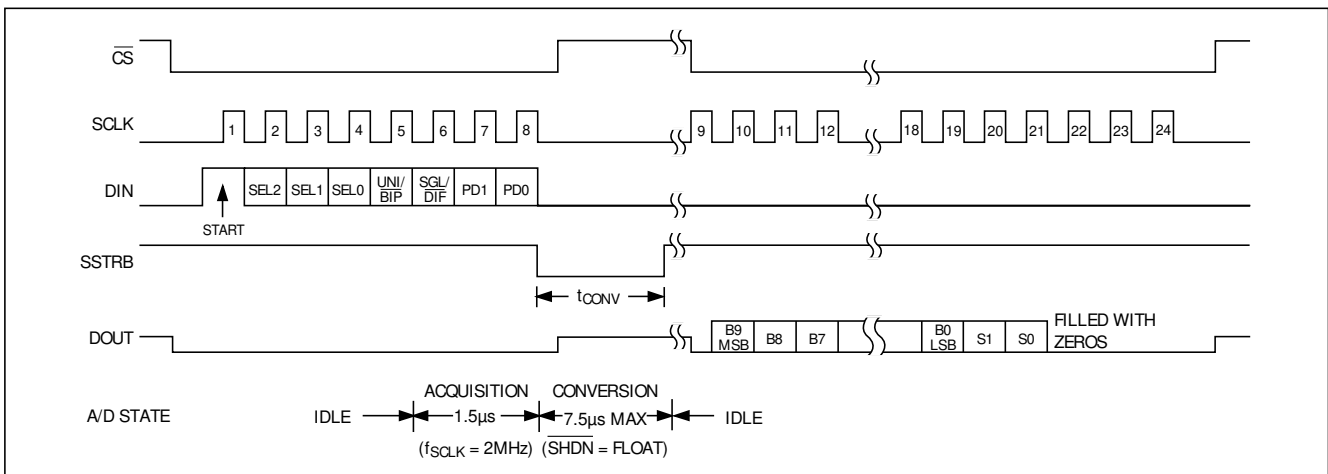 CS
SCLK 1 2 3 4 5 6 7 8 9 10 11 12 18 19 20 21 22 23 24
DIN SEL2 SEL1 SEL0 UNI/ BIP SGL/ DIF PD1 PD0
START
SSTRB
tCONV
DOUT B9 MSB B8 B7 B0 LSB S1 S0 FILLED WITH ZEROS
ACQUISITION CONVERSION
A/D STATE IDLE 1.5µs 7.5µs MAX IDLE
(fSCLK = 2MHz) (SHDN = FLOAT)